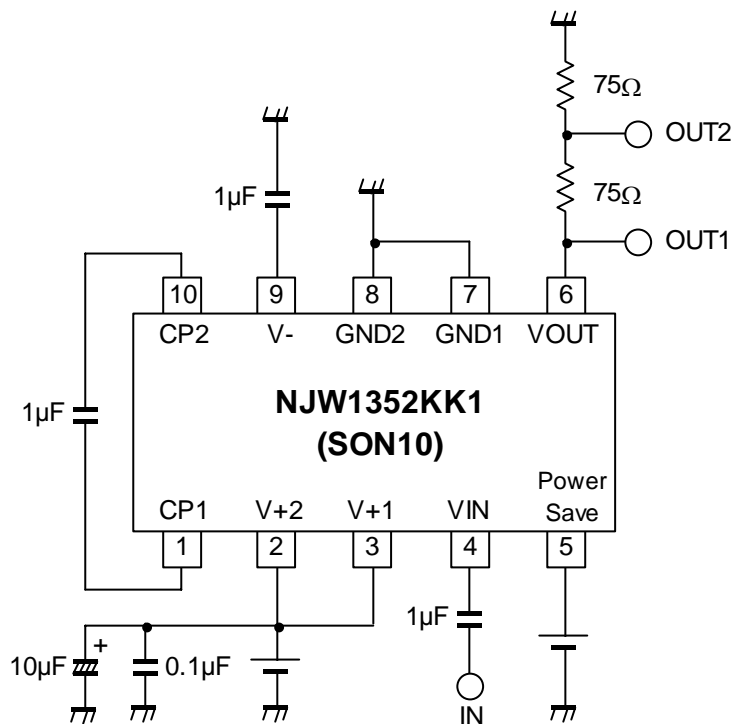 75Ω
OUT2
1µF
75Ω
OUT1
10 9 8 7 6
CP2 V- GND2 GND1 VOUT
NJW1352KK1
1µF
(SON10)
Power
CP1 V+2 V+1 VIN Save
1 2 3 4 5
1µF
+
10µF 0.1µF
IN